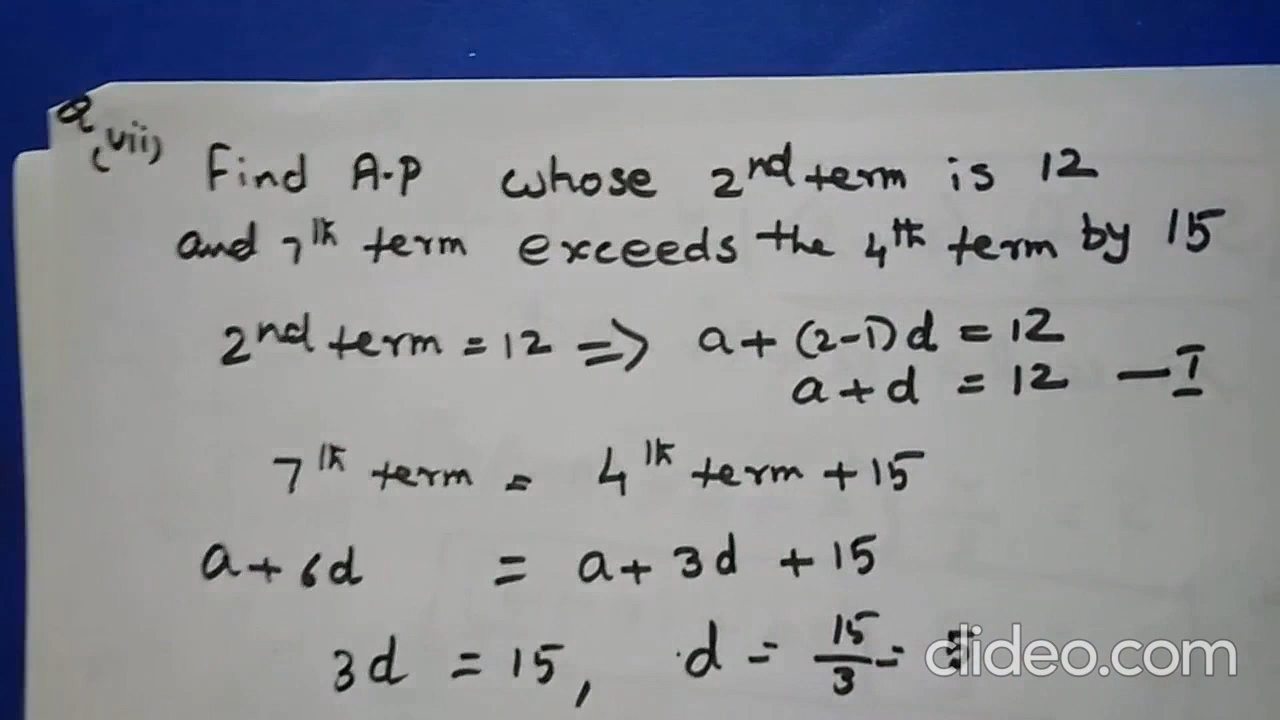 Q
(vii) Find A.P whose 2nd term is 12
and 7th term exceeds the 4th term by 15
2nd term = 12 => a + (2-1)d = 12
a + d = 12 — I
7th term = 4th term + 15
a + 6d = a + 3d + 15
3d = 15, d = 15/3 = 5
clideo.com